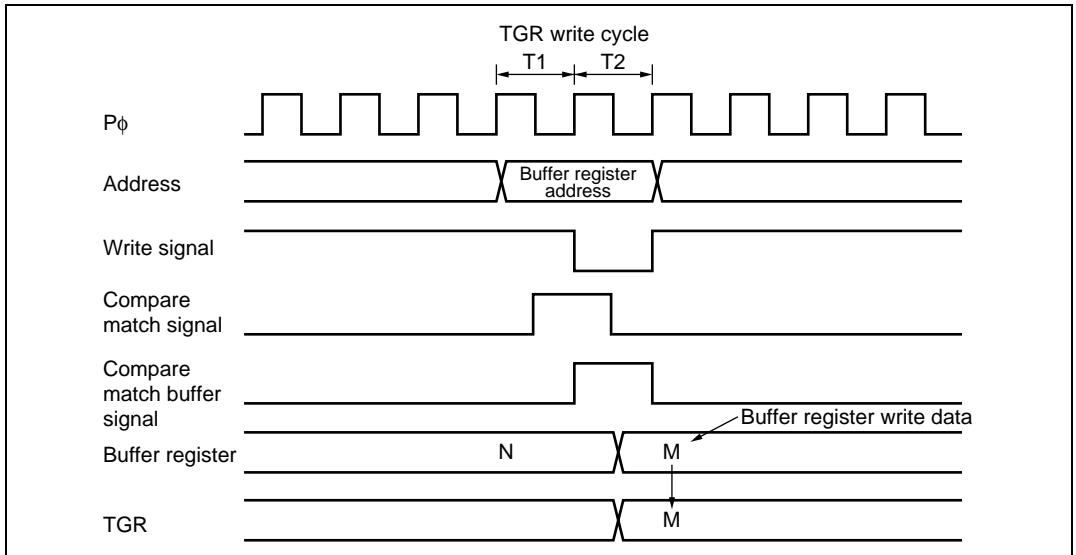 TGR write cycle
T1 T2
Pφ
Address
Buffer register
address
Write signal
Compare
match signal
Compare
match buffer
signal
Buffer register write data
Buffer register
N M
TGR
M